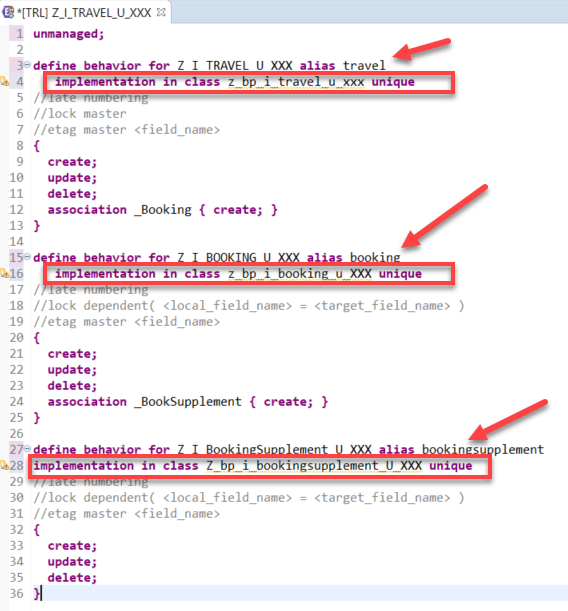 *[TRL] Z_I_TRAVEL_U_XXX
1 unmanaged;
2
3 define behavior for Z_I_TRAVEL_U_XXX alias travel
4 implementation in class z_bp_i_travel_u_xxx unique
5 //late numbering
6 //lock master
7 //etag master <field_name>
8 {
9 create;
10 update;
11 delete;
12 association _Booking { create; }
13 }
14
15 define behavior for Z_I_BOOKING_U_XXX alias booking
16 implementation in class z_bp_i_booking_u_XXX unique
17 //late numbering
18 //lock dependent( <local_field_name> = <target_field_name> )
19 //etag master <field_name>
20 {
21 create;
22 update;
23 delete;
24 association _BookSupplement { create; }
25 }
26
27 define behavior for Z_I_BookingSupplement_U_XXX alias bookingsupplement
28 implementation in class Z_bp_i_bookingsupplement_U_XXX unique
29 //late numbering
30 //lock dependent( <local_field_name> = <target_field_name> )
31 //etag master <field_name>
32 {
33 create;
34 update;
35 delete;
36 }